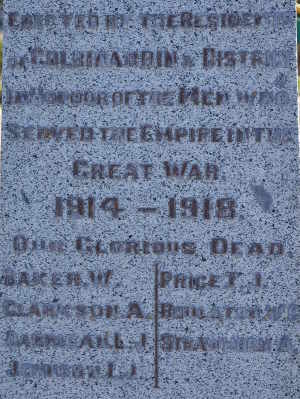 ERECTED BY THE RESIDENTS
OF COLBINABBIN & DISTRICT
IN HONOUR OF THE MEN WHO
SERVED THE EMPIRE IN THE
GREAT WAR
1914 – 1918.
OUR GLORIOUS DEAD.
BAKER. W.
PRICE T. J.
CLARKSON A.
J.